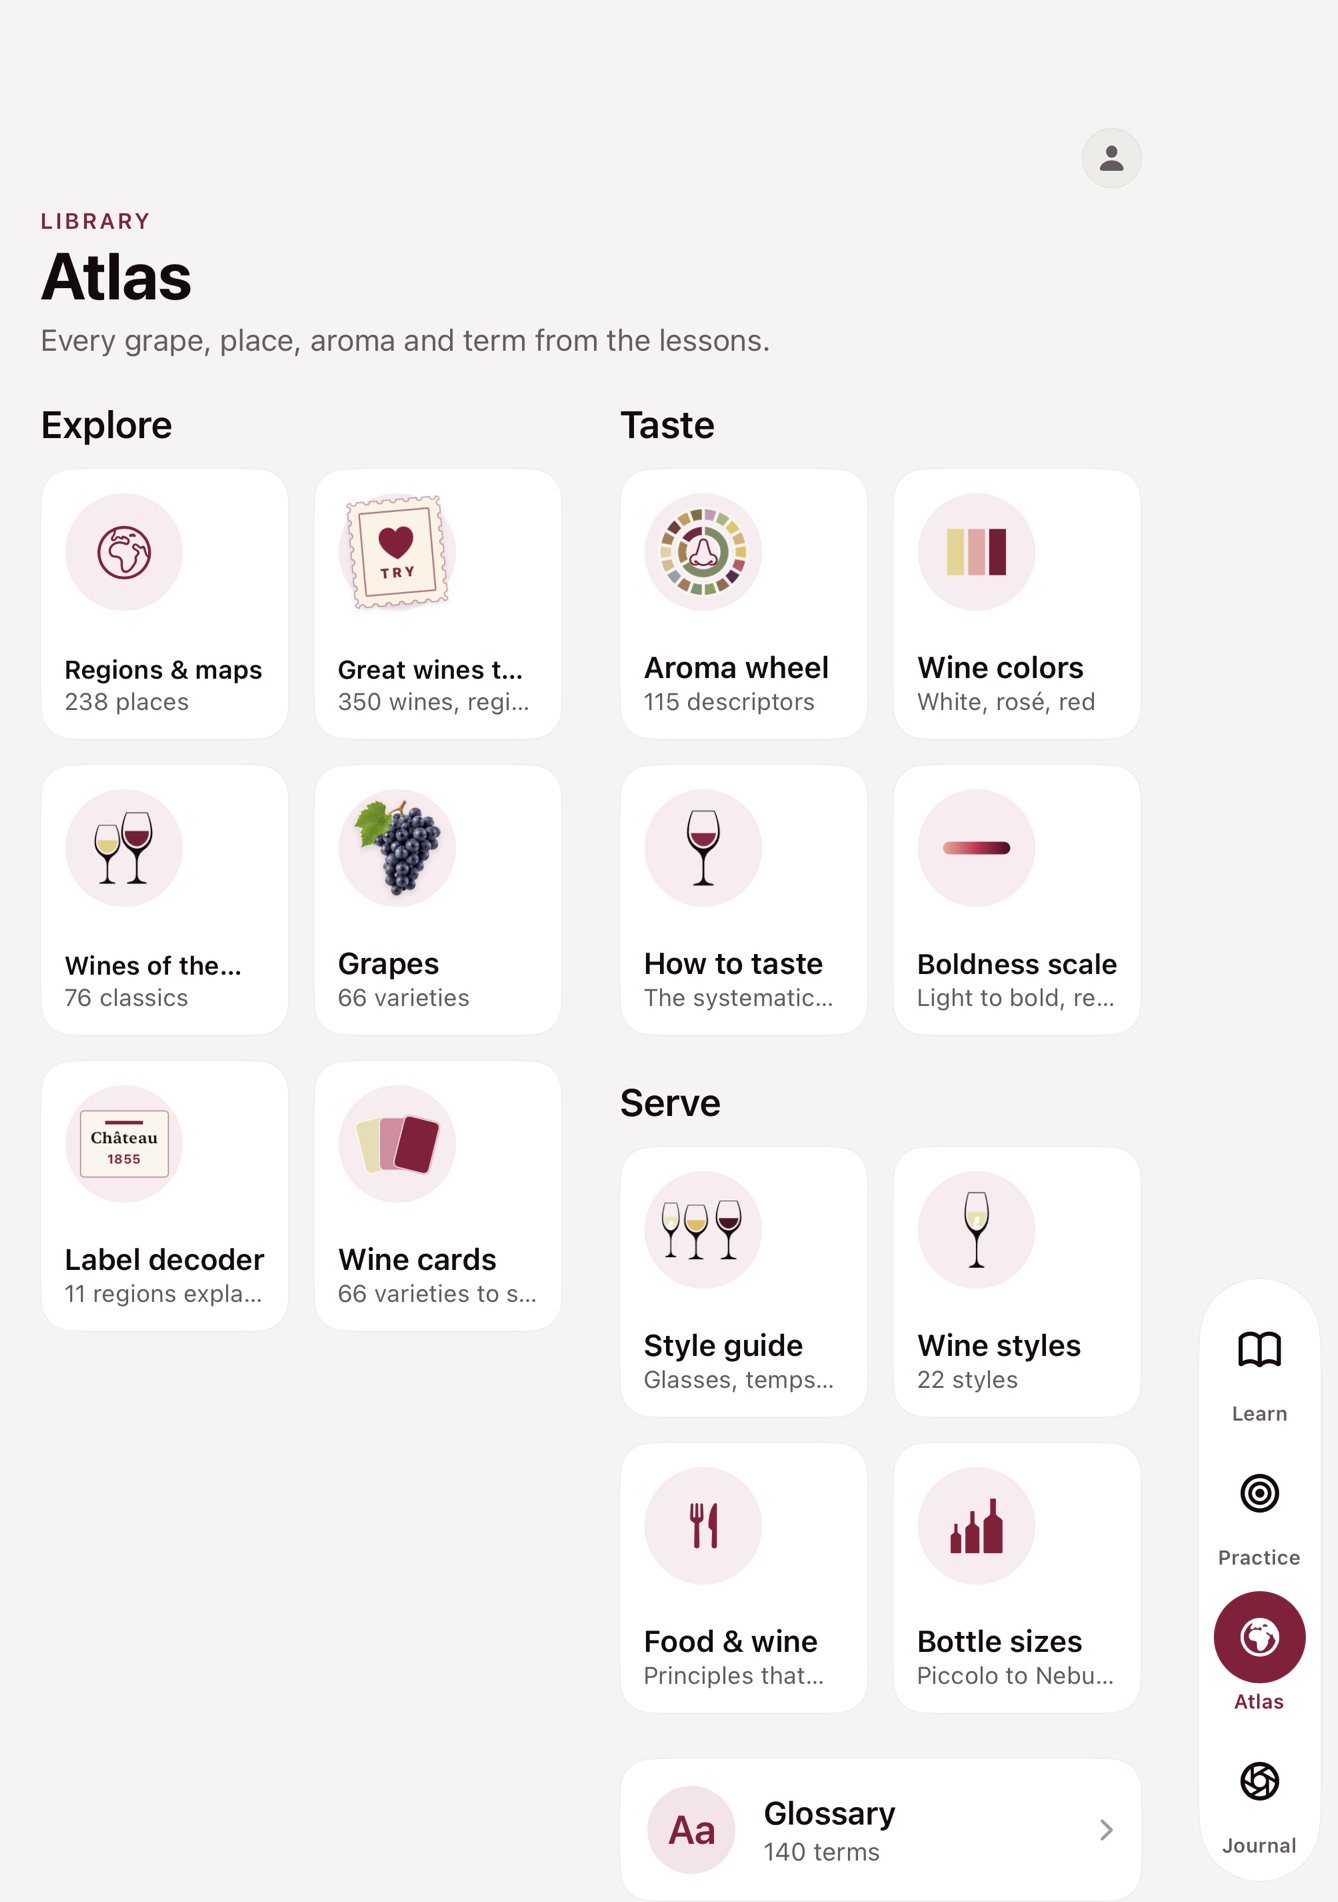 LIBRARY
Atlas
Every grape, place, aroma and term from the lessons.
Explore
TRY
Regions & maps
238 places
Great wines t...
350 wines, regi...
Wines of the...
76 classics
Grapes
66 varieties
Château
1855
Label decoder
11 regions expla...
Wine cards
66 varieties to s...
Taste
Aroma wheel
115 descriptors
Wine colors
White, rosé, red
How to taste
The systematic...
Boldness scale
Light to bold, re...
Serve
Style guide
Glasses, temps...
Wine styles
22 styles
Food & wine
Principles that...
Bottle sizes
Piccolo to Nebu...
Aa
Glossary
140 terms
Learn
Practice
Atlas
Journal